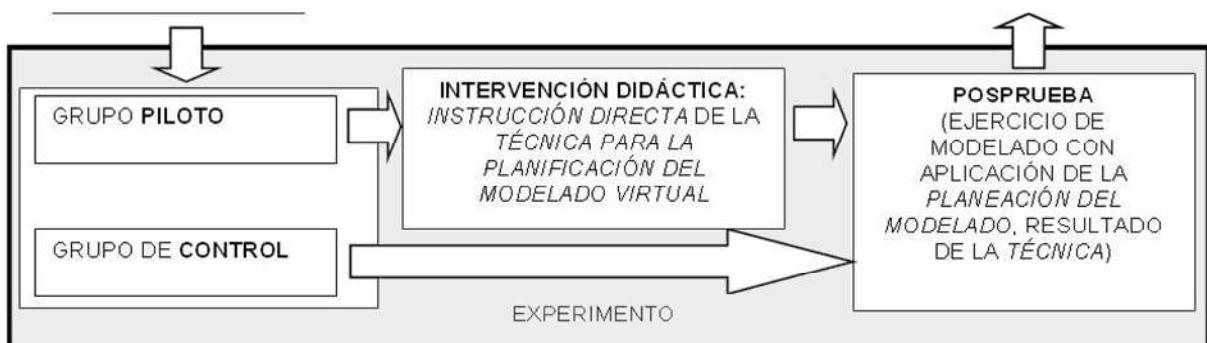 GRUPO PILOTO
INTERVENCIÓN DIDÁCTICA:
INSTRUCCIÓN DIRECTA DE LA
TÉCNICA PARA LA
PLANIFICACIÓN DEL
MODELADO VIRTUAL
GRUPO DE CONTROL
POSPRUEBA
(EJERCICIO DE
MODELADO CON
APLICACIÓN DE LA
PLANEACIÓN DEL
MODELADO, RESULTADO
DE LA TÉCNICA)
EXPERIMENTO